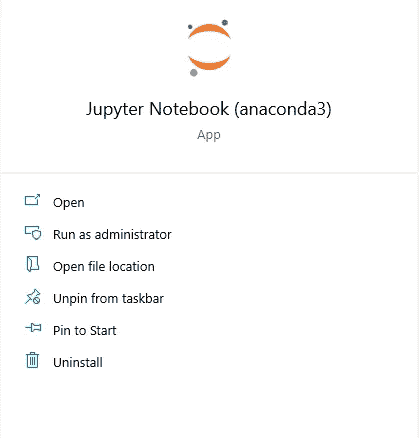 Jupyter Notebook (anaconda3)
App
Open
Run as administrator
Open file location
Unpin from taskbar
Pin to Start
Uninstall